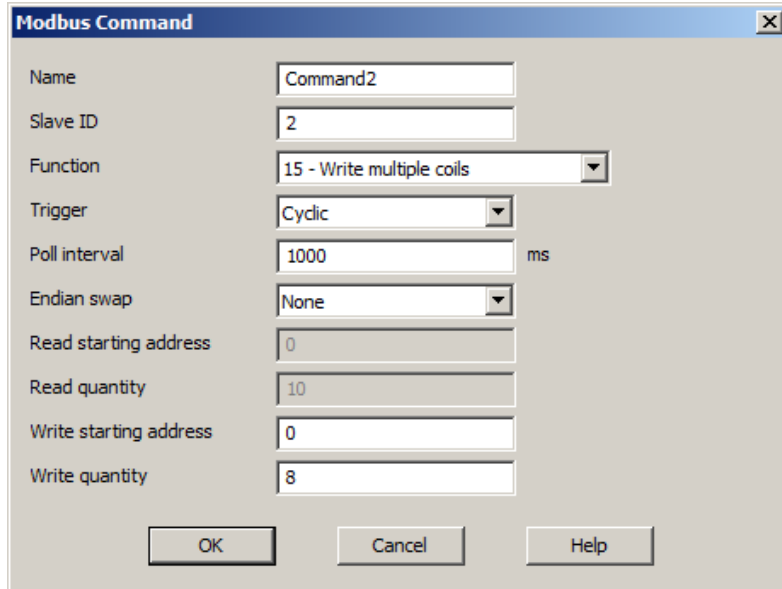 Modbus Command
Name Command2
Slave ID 2
Function 15 - Write multiple coils
Trigger Cyclic
Poll interval 1000 ms
Endian swap None
Read starting address 0
Read quantity 10
Write starting address 0
Write quantity 8
OK Cancel Help